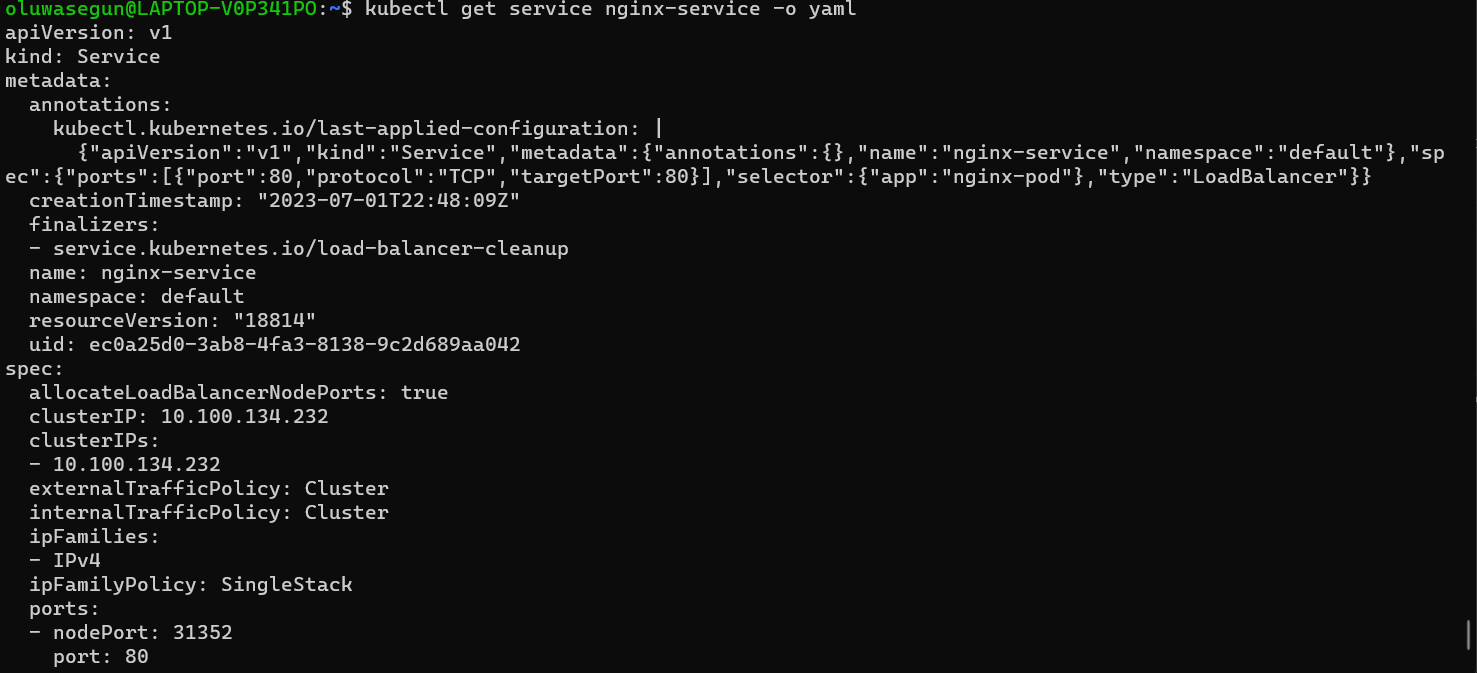 oluwasegun@LAPTOP-V0P341PO:~$ kubectl get service nginx-service -o yaml
apiVersion: v1
kind: Service
metadata:
  annotations:
    kubectl.kubernetes.io/last-applied-configuration: |
      {"apiVersion":"v1","kind":"Service","metadata":{"annotations":{},"name":"nginx-service","namespace":"default"},"sp
ec":{"ports":[{"port":80,"protocol":"TCP","targetPort":80}],"selector":{"app":"nginx-pod"},"type":"LoadBalancer"}}
  creationTimestamp: "2023-07-01T22:48:09Z"
  finalizers:
  - service.kubernetes.io/load-balancer-cleanup
  name: nginx-service
  namespace: default
  resourceVersion: "18814"
  uid: ec0a25d0-3ab8-4fa3-8138-9c2d689aa042
spec:
  allocateLoadBalancerNodePorts: true
  clusterIP: 10.100.134.232
  clusterIPs:
  - 10.100.134.232
  externalTrafficPolicy: Cluster
  internalTrafficPolicy: Cluster
  ipFamilies:
  - IPv4
  ipFamilyPolicy: SingleStack
  ports:
  - nodePort: 31352
    port: 80